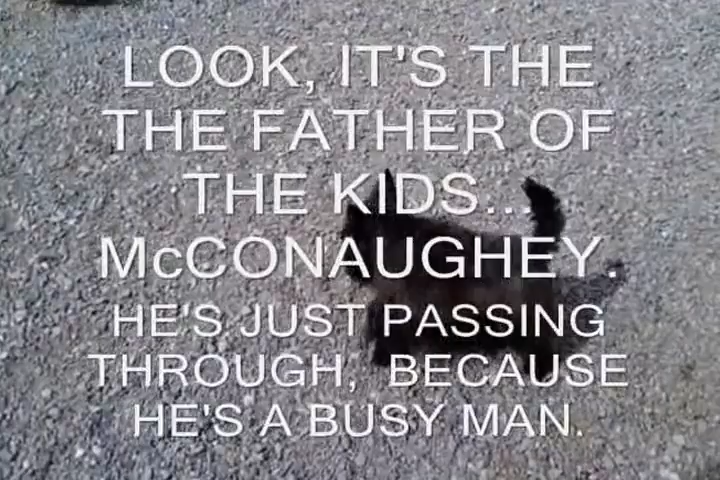 LOOK, IT'S THE
THE FATHER OF
THE KIDS...
McCONAUGHEY.
HE'S JUST PASSING
THROUGH, BECAUSE
HE'S A BUSY MAN.